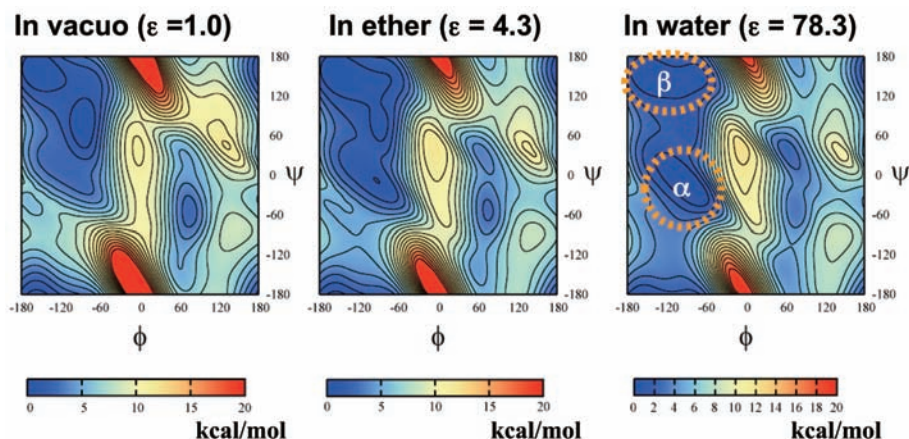 In vacuo (ε =1.0) In ether (ε = 4.3) In water (ε = 78.3)
180 180 β 180
120 120 120
60 60 60
0 ψ 0 ψ α 0 ψ
-60 -60 -60
-120 -120 -120
-180 -180 -180
-180 -120 -60 0 60 120 180 -180 -120 -60 0 60 120 180 -180 -120 -60 0 60 120 180
ϕ ϕ ϕ
0 5 10 15 20 0 5 10 15 20 0 2 4 6 8 10 12 14 16 18 20
kcal/mol kcal/mol kcal/mol